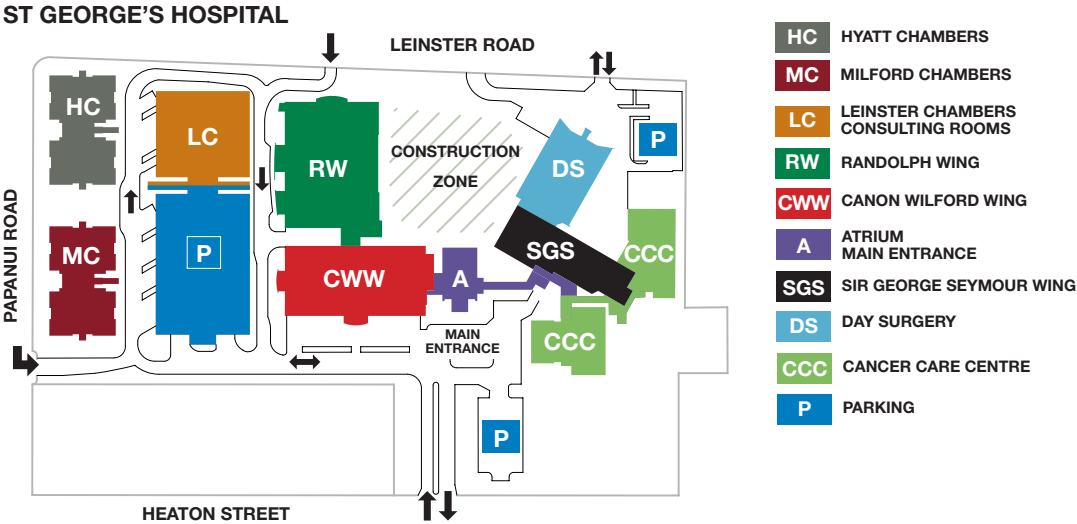 ST GEORGE'S HOSPITAL
LEINSTER ROAD
HC
LC
RW
CONSTRUCTION
ZONE
DS
P
MC
P
CWW
A
SGS
CCC
CCC
MAIN
ENTRANCE
P
PAPANUI ROAD
HEATON STREET
HC HYATT CHAMBERS
MC MILFORD CHAMBERS
LC LEINSTER CHAMBERS
CONSULTING ROOMS
RW RANDOLPH WING
CWW CANON WILFORD WING
A ATRIUM
MAIN ENTRANCE
SGS SIR GEORGE SEYMOUR WING
DS DAY SURGERY
CCC CANCER CARE CENTRE
P PARKING